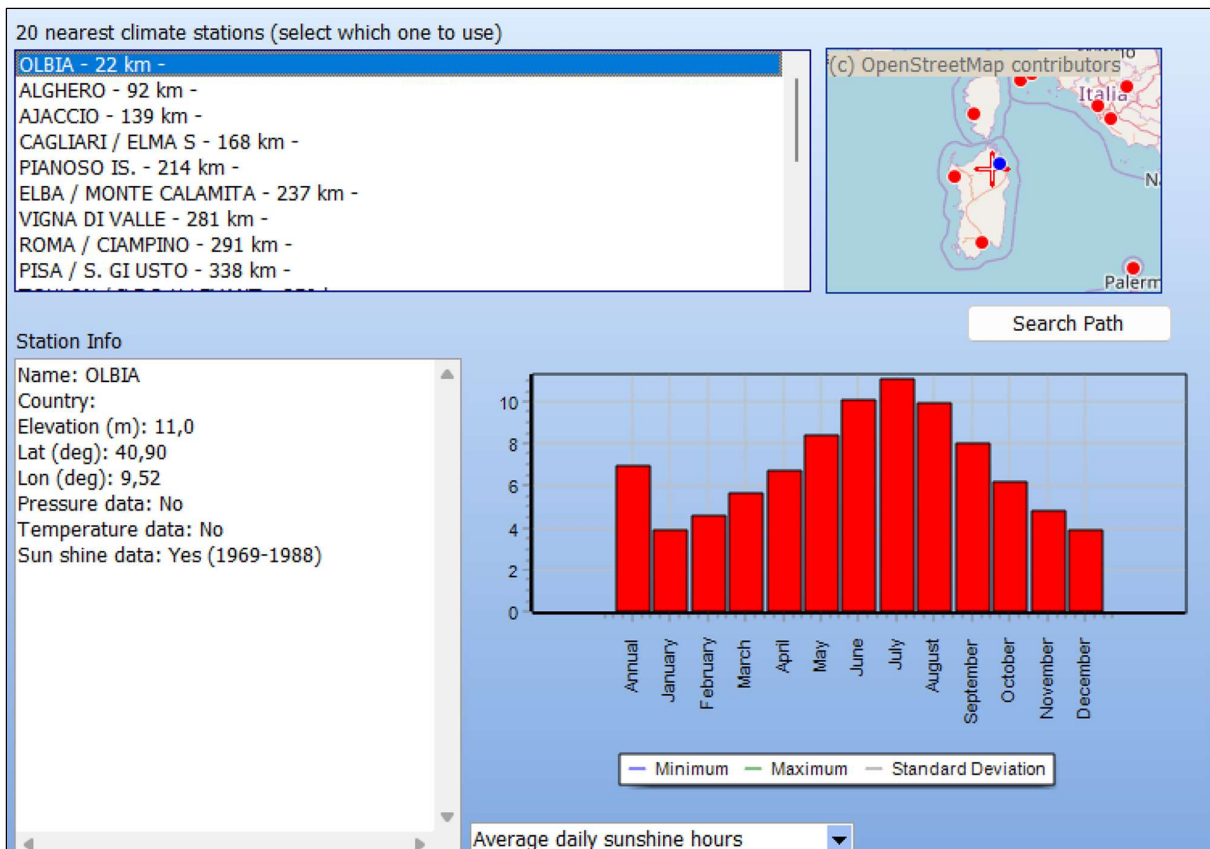 20 nearest climate stations (select which one to use)
OLBIA - 22 km -
ALGHERO - 92 km -
AJACCIO - 139 km -
CAGLIARI / ELMA S - 168 km -
PIANOSO IS. - 214 km -
ELBA / MONTE CALAMITA - 237 km -
VIGNA DI VALLE - 281 km -
ROMA / CIAMPINO - 291 km -
PISA / S. GI USTO - 338 km -
(c) OpenStreetMap contributors
Italia
Na
Palerm
Search Path
Station Info
Name: OLBIA
Country:
Elevation (m): 11,0
Lat (deg): 40,90
Lon (deg): 9,52
Pressure data: No
Temperature data: No
Sun shine data: Yes (1969-1988)
10
8
6
4
2
0
Annual
January
February
March
April
May
June
July
August
September
October
November
December
Minimum
Maximum
Standard Deviation
Average daily sunshine hours